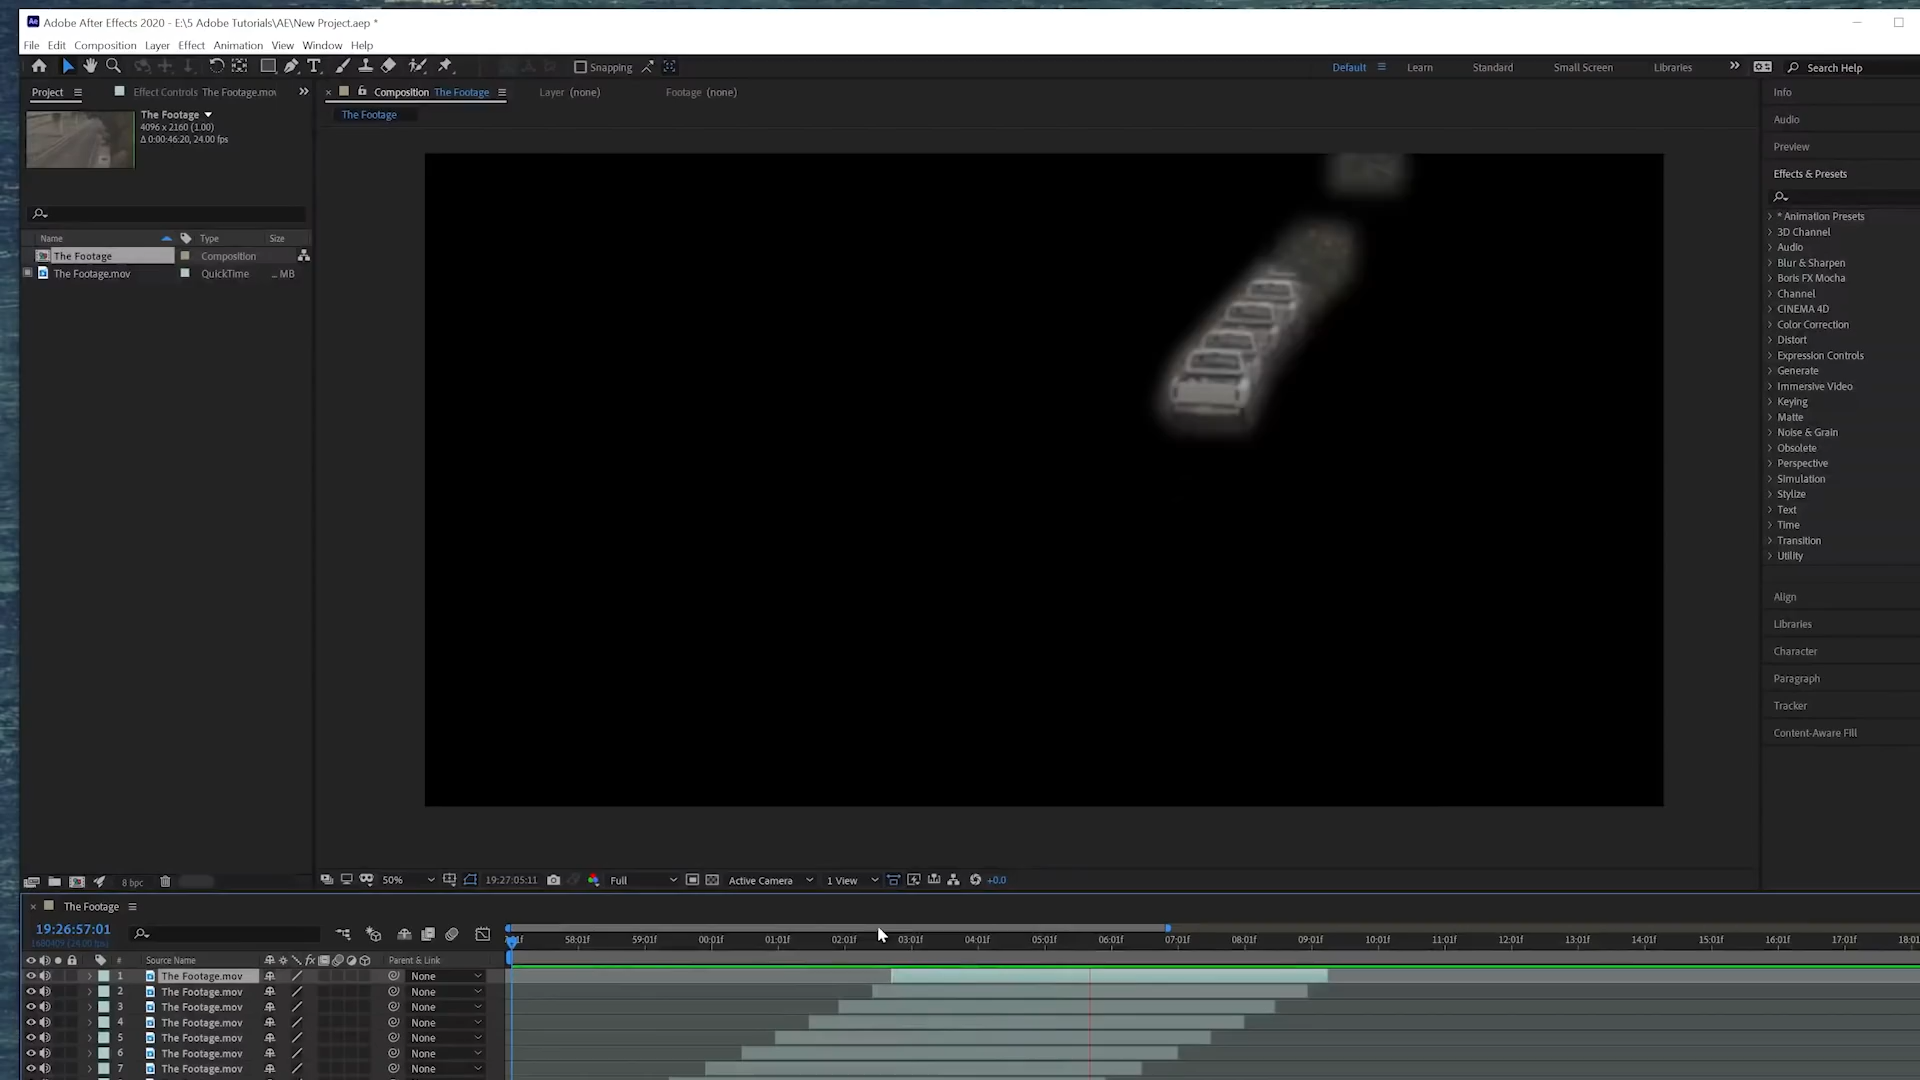 Adobe After Effects 2020 - E:\5 Adobe Tutorials\AE\New Project.aep *
File Edit Composition Layer Effect Animation View Window Help
Snapping
Default Learn Standard Small Screen Libraries Search Help
Project Effect Controls The Footage.mov
Composition The Footage Layer (none) Footage (none)
The Footage
The Footage
4096 x 2160 (1.00)
Δ 0:00:46:20, 24.00 fps
Name Type Size
The Footage Composition
The Footage.mov QuickTime ... MB
Info
Audio
Preview
Effects & Presets
* Animation Presets
3D Channel
Audio
Blur & Sharpen
Boris FX Mocha
Channel
CINEMA 4D
Color Correction
Distort
Expression Controls
Generate
Immersive Video
Keying
Matte
Noise & Grain
Obsolete
Perspective
Simulation
Stylize
Text
Time
Transition
Utility
Align
Libraries
Character
Paragraph
Tracker
Content-Aware Fill
8 bpc
50% 19:27:05:11 Full Active Camera 1 View +0.0
The Footage
19:26:57:01
1680409 (24.00 fps)
58:01f 59:01f 00:01f 01:01f 02:01f 03:01f 04:01f 05:01f 06:01f 07:01f 08:01f 09:01f 10:01f 11:01f 12:01f 13:01f 14:01f 15:01f 16:01f 17:01f 18:01
# Source Name fx Parent & Link
1 The Footage.mov None
2 The Footage.mov None
3 The Footage.mov None
4 The Footage.mov None
5 The Footage.mov None
6 The Footage.mov None
7 The Footage.mov None